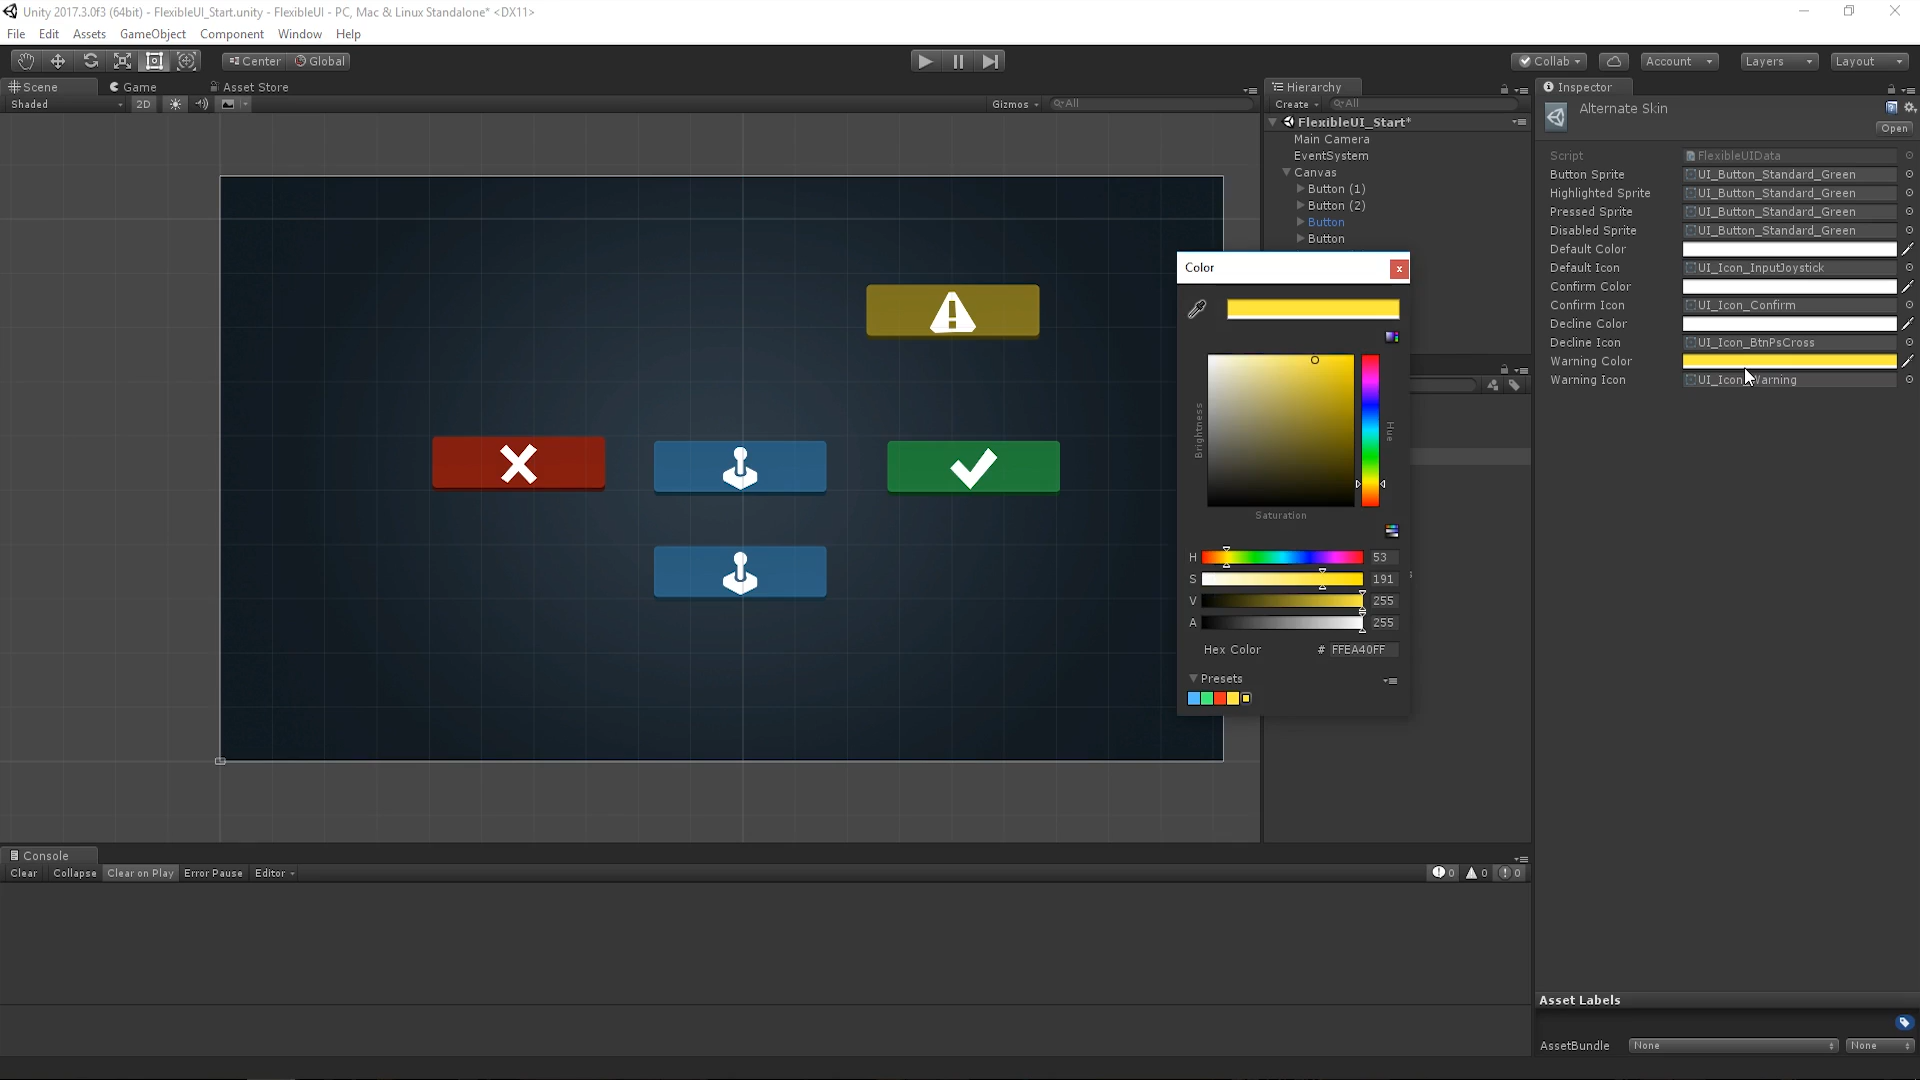 Unity 2017.3.0f3 (64bit) - FlexibleUI_Start.unity - FlexibleUI - PC, Mac & Linux Standalone* <DX11>
File Edit Assets GameObject Component Window Help
Center Global Collab Account Layers Layout
Scene Game Asset Store
Shaded 2D Gizmos All
Hierarchy
Create All
FlexibleUI_Start*
Main Camera
EventSystem
Canvas
Button (1)
Button (2)
Button
Button
Inspector
Alternate Skin
Open
Script FlexibleUIData
Button Sprite UI_Button_Standard_Green
Highlighted Sprite UI_Button_Standard_Green
Pressed Sprite UI_Button_Standard_Green
Disabled Sprite UI_Button_Standard_Green
Default Color
Default Icon UI_Icon_InputJoystick
Confirm Color
Confirm Icon UI_Icon_Confirm
Decline Color
Decline Icon UI_Icon_BtnPsCross
Warning Color
Warning Icon
Color
x
Brightness
Hue
Saturation
H 53
S 191
V 255
A 255
Hex Color # FFEA40FF
Presets
Console
Clear Collapse Clear on Play Error Pause Editor 0 0 0
Asset Labels
AssetBundle None None